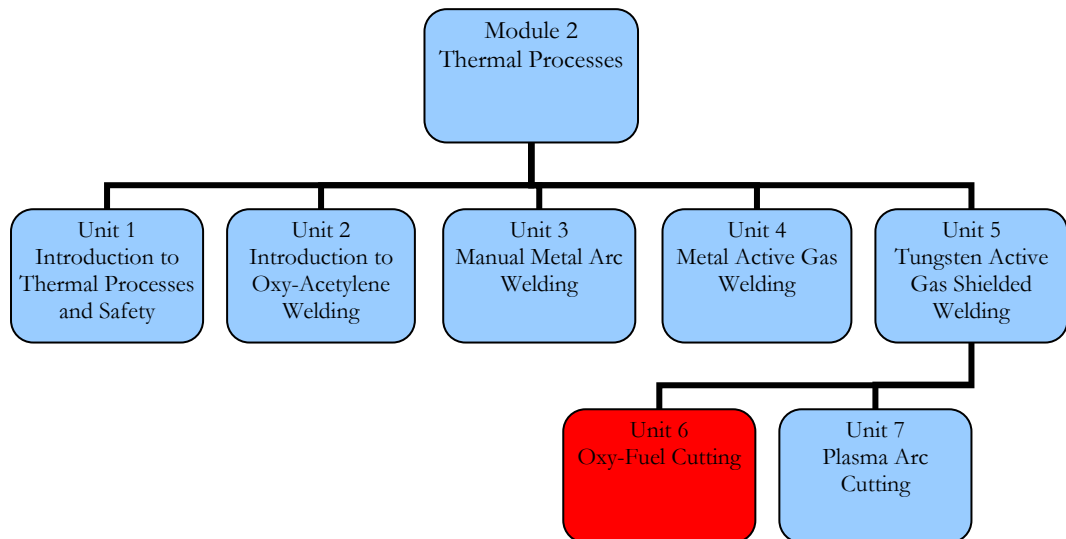 Module 2
Thermal Processes
Unit 1
Introduction to
Thermal Processes
and Safety
Unit 2
Introduction to
Oxy-Acetylene
Welding
Unit 3
Manual Metal Arc
Welding
Unit 4
Metal Active Gas
Welding
Unit 5
Tungsten Active
Gas Shielded
Welding
Unit 6
Oxy-Fuel Cutting
Unit 7
Plasma Arc
Cutting